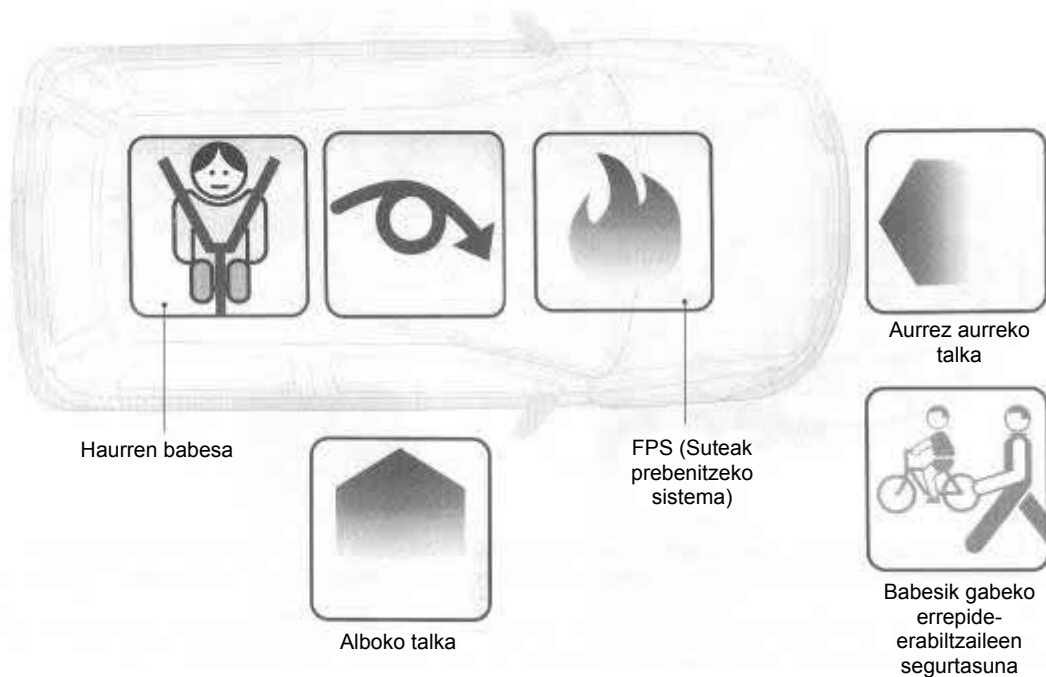 Aurrez aurreko
talka
Haurren babesa
FPS (Suteak
prebenitzeko
sistema)
Alboko talka
Babesik gabeko
errepide-
erabiltzaileen
segurtasuna